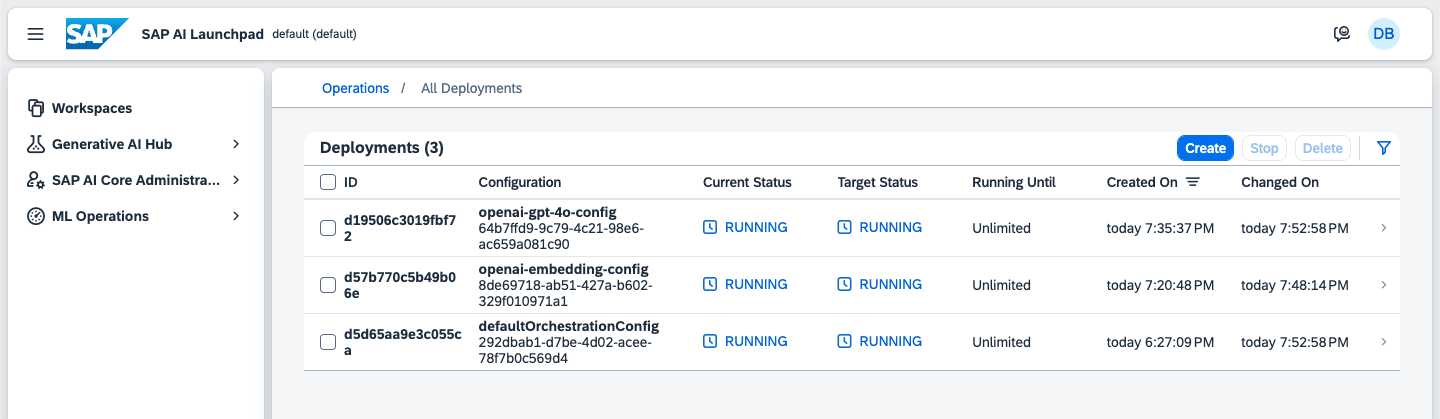 SAP SAP AI Launchpad default (default) DB
Workspaces
Generative AI Hub
SAP AI Core Administra...
ML Operations
Operations / All Deployments
Deployments (3) Create Stop Delete
ID Configuration Current Status Target Status Running Until Created On Changed On
d19506c3019fbf7
2
openai-gpt-4o-config
64b7ffd9-9c79-4c21-98e6-
ac659a081c90
RUNNING RUNNING Unlimited today 7:35:37 PM today 7:52:58 PM
d57b770c5b49b0
6e
openai-embedding-config
8de69718-ab51-427a-b602-
329f010971a1
RUNNING RUNNING Unlimited today 7:20:48 PM today 7:48:14 PM
d5d65aa9e3c055c
a
defaultOrchestrationConfig
292dbab1-d7be-4d02-acee-
78f7b0c569d4
RUNNING RUNNING Unlimited today 6:27:09 PM today 7:52:58 PM